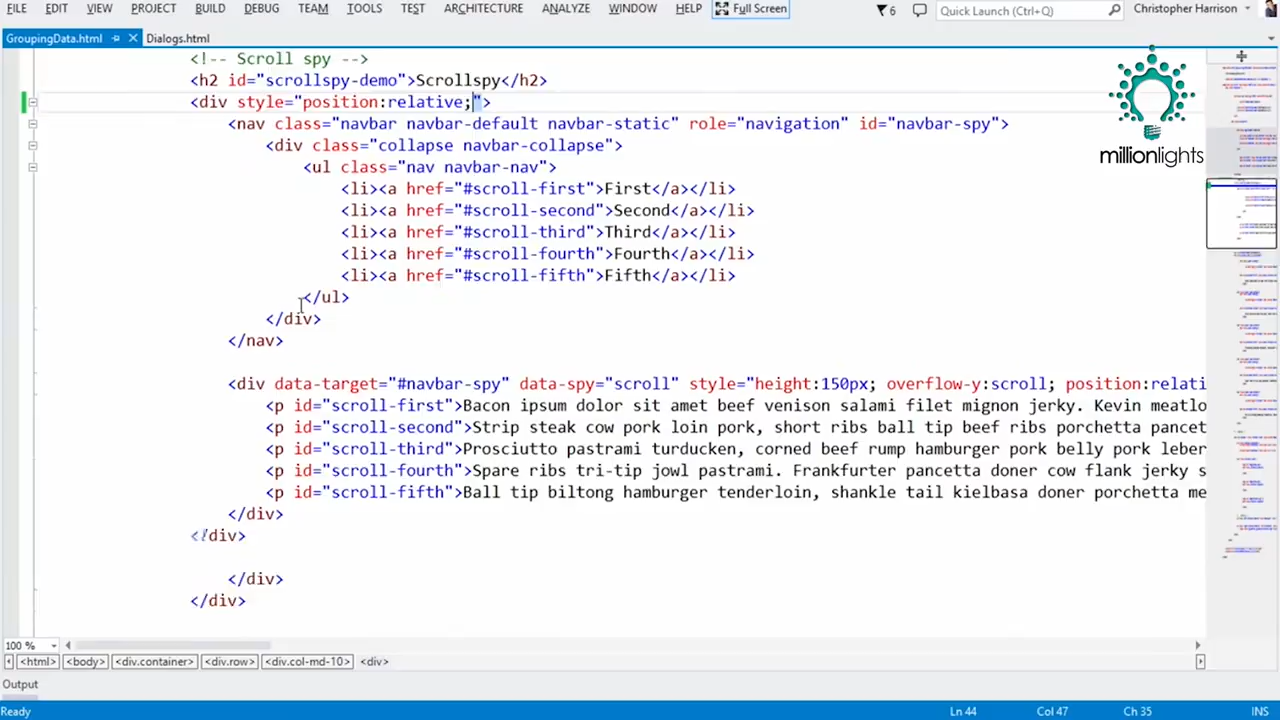 FILE EDIT VIEW PROJECT BUILD DEBUG TEAM TOOLS TEST ARCHITECTURE ANALYZE WINDOW HELP Full Screen 6 Quick Launch (Ctrl+Q) Christopher Harrison
GroupingData.html Dialogs.html
<!-- Scroll spy -->
<h2 id="scrollspy-demo">Scrollspy</h2>
<div style="position:relative;">
<nav class="navbar navbar-default navbar-static" role="navigation" id="navbar-spy">
<div class="collapse navbar-collapse">
<ul class="nav navbar-nav">
<li><a href="#scroll-first">First</a></li>
<li><a href="#scroll-second">Second</a></li>
<li><a href="#scroll-third">Third</a></li>
<li><a href="#scroll-fourth">Fourth</a></li>
<li><a href="#scroll-fifth">Fifth</a></li>
</ul>
</div>
</nav>
<div data-target="#navbar-spy" data-spy="scroll" style="height:150px; overflow-y:scroll; position:relati
<p id="scroll-first">Bacon ipsum dolor sit amet beef venison salami filet mignon jerky. Kevin meatlo
<p id="scroll-second">Strip steak cow pork loin pork, short ribs ball tip beef ribs porchetta pancet
<p id="scroll-third">Prosciutto pastrami turducken, corned beef rump hamburger pork belly pork leber
<p id="scroll-fourth">Spare ribs tri-tip jowl pastrami. Frankfurter pancetta doner cow flank jerky s
<p id="scroll-fifth">Ball tip biltong hamburger tenderloin, shankle tail kielbasa doner porchetta me
</div>
</div>
</div>
</div>
millionlights
100 %
<html> <body> <div.container> <div.row> <div.col-md-10> <div>
Output
Ready Ln 44 Col 47 Ch 35 INS